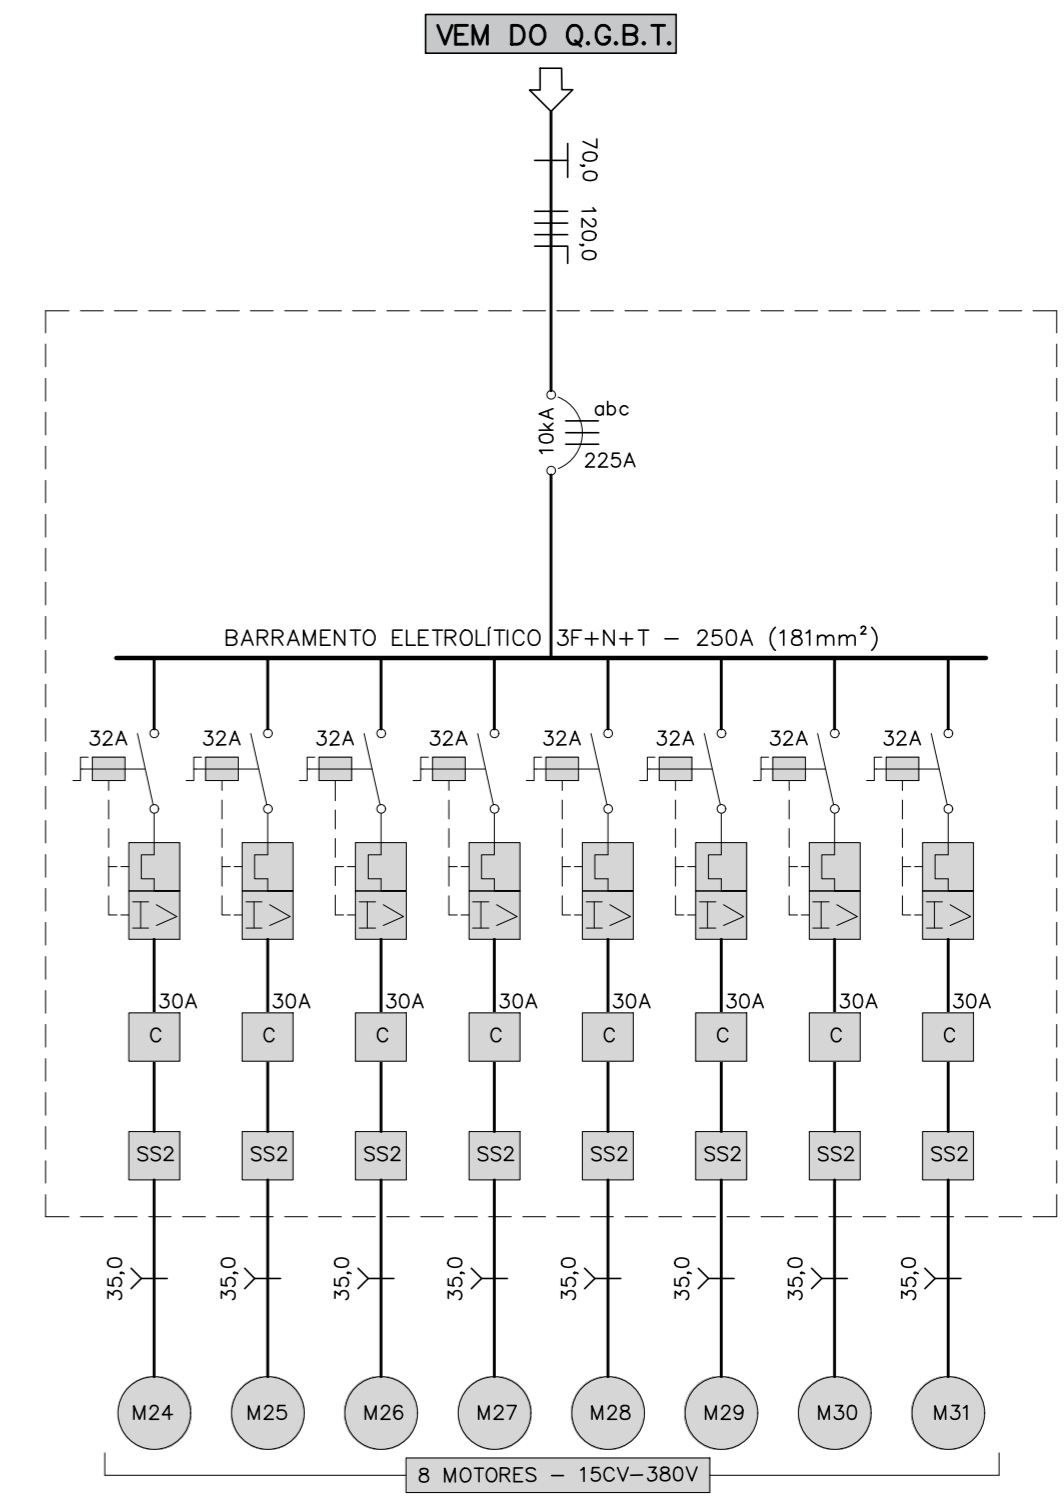 VEM DO Q.G.B.T.
70,0
120,0
abc
10kA
225A
BARRAMENTO ELETROLÍTICO 3F+N+T - 250A (181mm²)
32A 32A 32A 32A 32A 32A 32A 32A
I> I> I> I> I> I> I> I>
30A 30A 30A 30A 30A 30A 30A 30A
C C C C C C C C
SS2 SS2 SS2 SS2 SS2 SS2 SS2 SS2
35,0 35,0 35,0 35,0 35,0 35,0 35,0 35,0
M24 M25 M26 M27 M28 M29 M30 M31
8 MOTORES - 15CV-380V